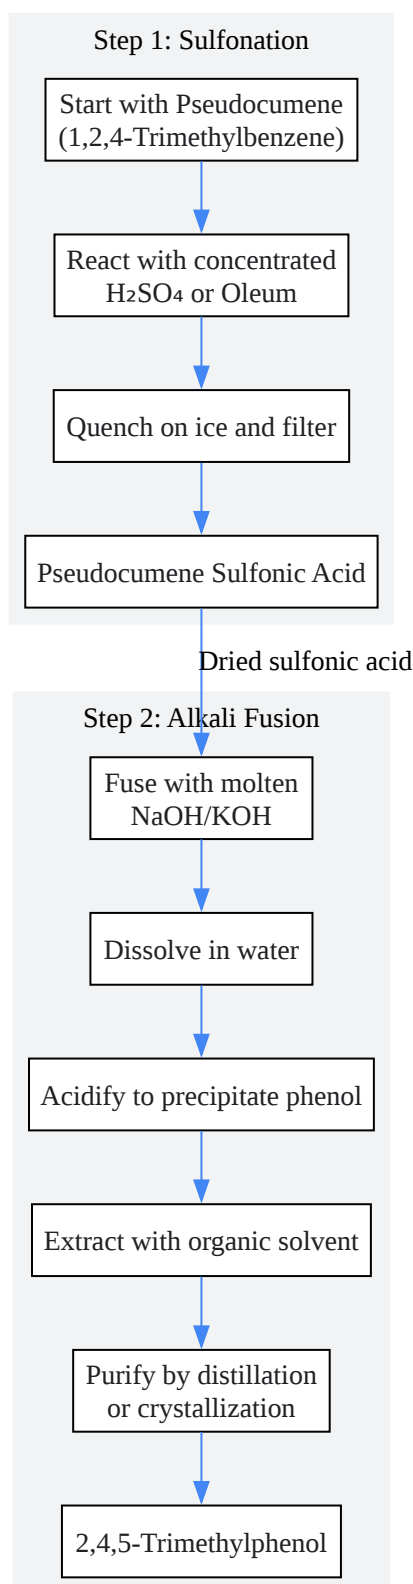 Step 1: Sulfonation
Start with Pseudocumene
(1,2,4-Trimethylbenzene)
React with concentrated
H₂SO₄ or Oleum
Quench on ice and filter
Pseudocumene Sulfonic Acid
Dried sulfonic acid
Step 2: Alkali Fusion
Fuse with molten
NaOH/KOH
Dissolve in water
Acidify to precipitate phenol
Extract with organic solvent
Purify by distillation
or crystallization
2,4,5-Trimethylphenol